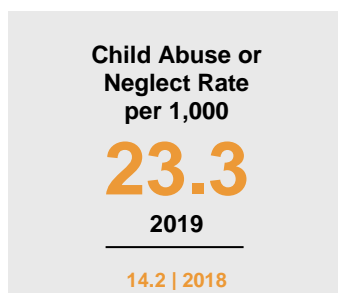 Child Abuse or
Neglect Rate
per 1,000
23.3
2019
14.2 | 2018